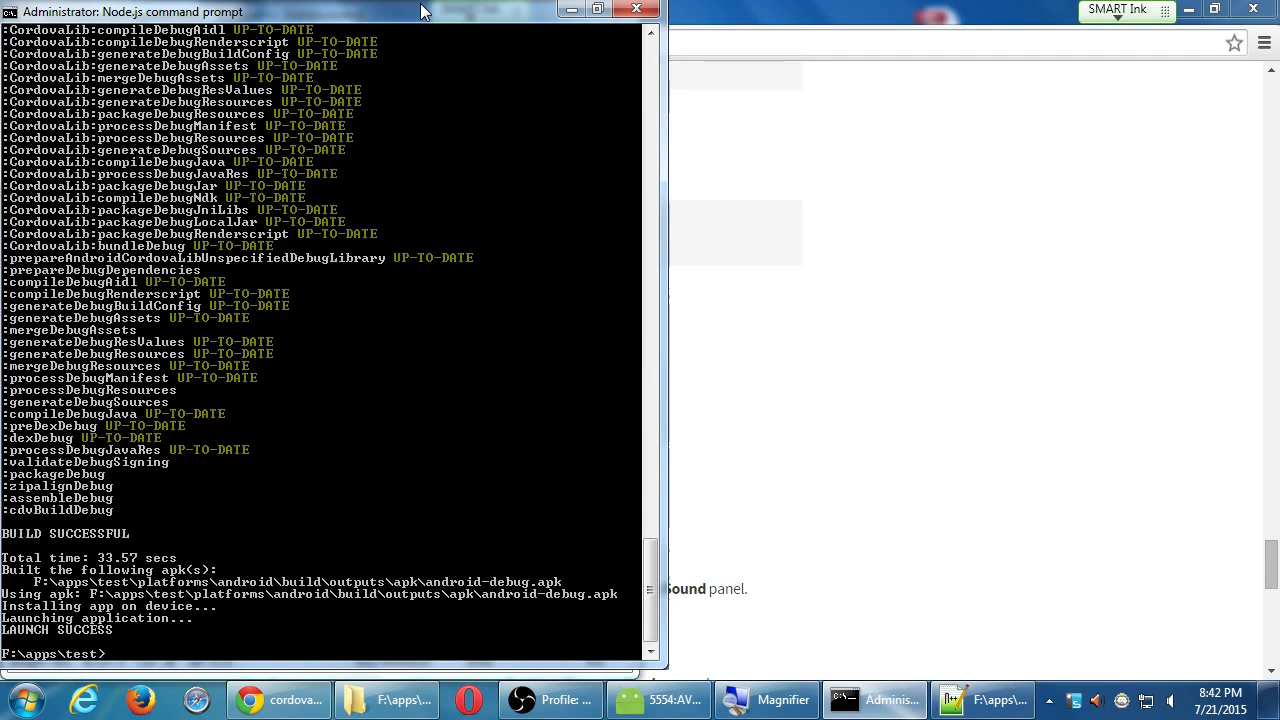 Administrator: Node.js command prompt
SMART Ink
:CordovaLib:compileDebugAidl UP-TO-DATE
:CordovaLib:compileDebugRenderscript UP-TO-DATE
:CordovaLib:generateDebugBuildConfig UP-TO-DATE
:CordovaLib:generateDebugAssets UP-TO-DATE
:CordovaLib:mergeDebugAssets UP-TO-DATE
:CordovaLib:generateDebugResValues UP-TO-DATE
:CordovaLib:generateDebugResources UP-TO-DATE
:CordovaLib:packageDebugResources UP-TO-DATE
:CordovaLib:processDebugManifest UP-TO-DATE
:CordovaLib:processDebugResources UP-TO-DATE
:CordovaLib:generateDebugSources UP-TO-DATE
:CordovaLib:compileDebugJava UP-TO-DATE
:CordovaLib:processDebugJavaRes UP-TO-DATE
:CordovaLib:packageDebugJar UP-TO-DATE
:CordovaLib:compileDebugNdk UP-TO-DATE
:CordovaLib:packageDebugJniLibs UP-TO-DATE
:CordovaLib:packageDebugLocalJar UP-TO-DATE
:CordovaLib:packageDebugRenderscript UP-TO-DATE
:CordovaLib:bundleDebug UP-TO-DATE
:prepareAndroidCordovaLibUnspecifiedDebugLibrary UP-TO-DATE
:prepareDebugDependencies
:compileDebugAidl UP-TO-DATE
:compileDebugRenderscript UP-TO-DATE
:generateDebugBuildConfig UP-TO-DATE
:generateDebugAssets UP-TO-DATE
:mergeDebugAssets
:generateDebugResValues UP-TO-DATE
:generateDebugResources UP-TO-DATE
:mergeDebugResources UP-TO-DATE
:processDebugManifest UP-TO-DATE
:processDebugResources
:generateDebugSources
:compileDebugJava UP-TO-DATE
:preDexDebug UP-TO-DATE
:dexDebug UP-TO-DATE
:processDebugJavaRes UP-TO-DATE
:validateDebugSigning
:packageDebug
:zipalignDebug
:assembleDebug
:cdvBuildDebug
BUILD SUCCESSFUL
Total time: 33.57 secs
Built the following apk(s):
F:\apps\test\platforms\android\build\outputs\apk\android-debug.apk
Using apk: F:\apps\test\platforms\android\build\outputs\apk\android-debug.apk
Installing app on device...
Launching application...
LAUNCH SUCCESS
F:\apps\test>
Sound panel.
cordova...
F:\apps\...
Profile: ...
5554:AV...
Magnifier
Adminis...
F:\apps\...
8:42 PM
7/21/2015